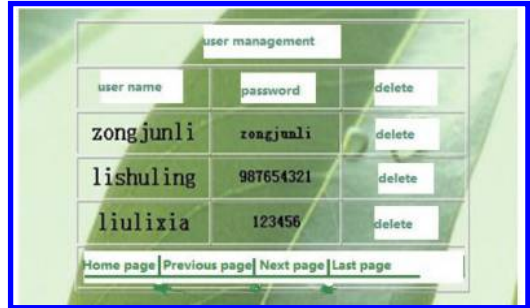 user management
user name password delete
zongjunli zongjunli delete
lishuling 987654321 delete
liulixia 123456 delete
Home page Previous page Next page Last page